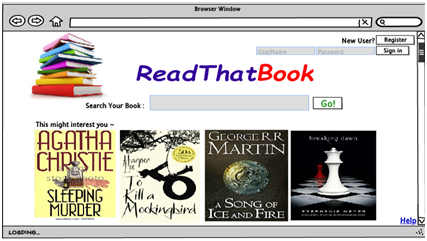 Browser Window
New User? Register
UserName Password Sign in
ReadThatBook
Search Your Book : Go!
This might interest you ~
AGATHA
CHRISTIE
SLEEPING
MURDER
Harper
Lee
To
Kill a
Mockingbird
GEORGE R.R.
MARTIN
A SONG OF
ICE AND FIRE
breaking dawn
STEPHENIE MEYER
Help
LOADING...